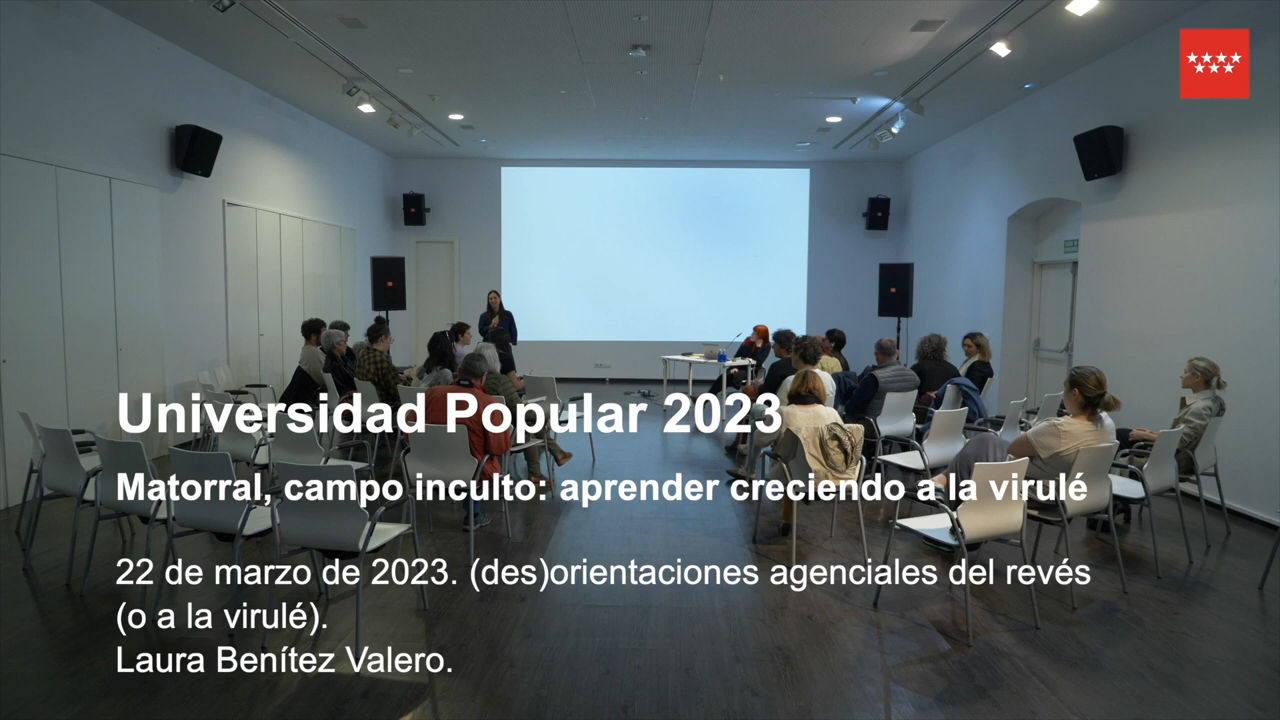 Universidad Popular 2023
Matorral, campo inculto: aprender creciendo a la virulé
22 de marzo de 2023. (des)orientaciones agenciales del revés
(o a la virulé).
Laura Benítez Valero.